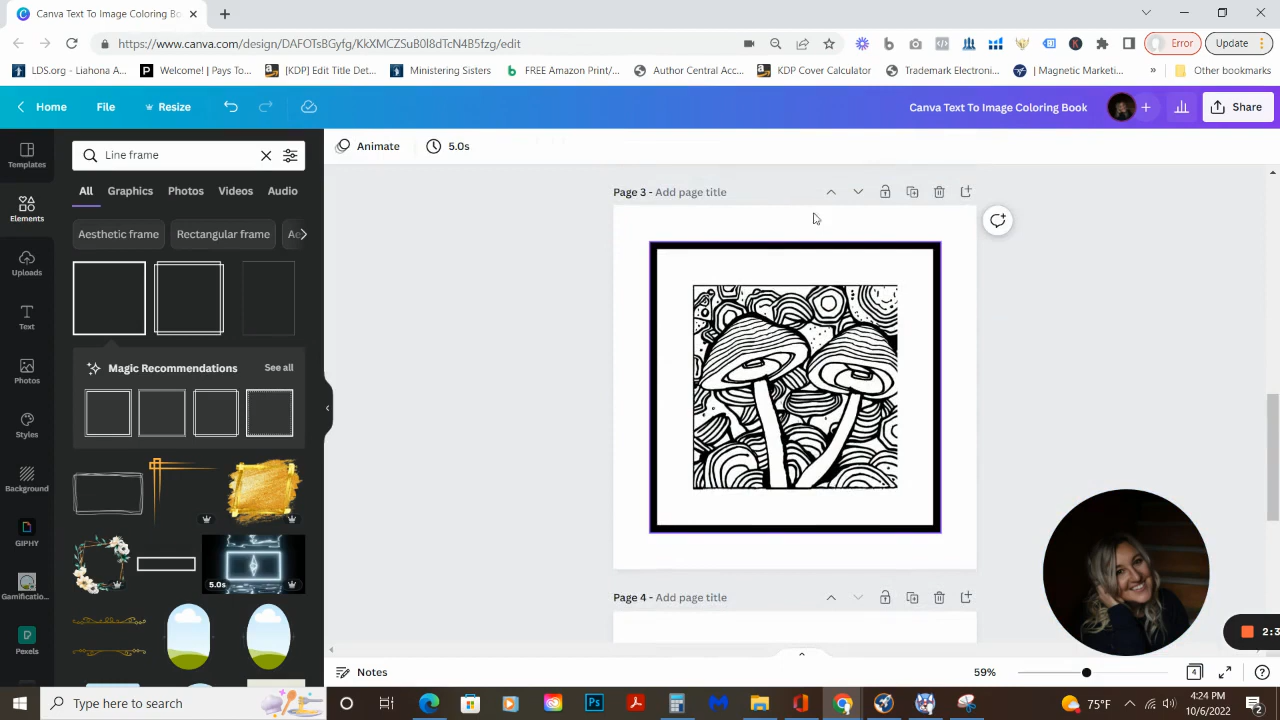 Canva Text To Image Coloring Bo
https://www.canva.com/design/DAFOTsBGyfg/KkXMCZSuB0l8dTcN4B5fzg/edit
Error
Update
LDS.org - Liahona A...
Welcome! | Pays To...
[KDP] Edit Title Det...
Ministering Sisters
FREE Amazon Print/...
Author Central Acc...
KDP Cover Calculator
Trademark Electroni...
| Magnetic Marketi...
»
Other bookmarks
Home
File
Resize
Canva Text To Image Coloring Book
Share
Templates
Elements
Uploads
Text
Photos
Styles
Background
GIPHY
Gamificatio...
Pexels
Line frame
All
Graphics
Photos
Videos
Audio
Aesthetic frame
Rectangular frame
Magic Recommendations
See all
5.0s
Animate
5.0s
Page 3 - Add page title
Page 4 - Add page title
2:3
Notes
59%
4
Type here to search
75°F
4:24 PM
10/6/2022
2